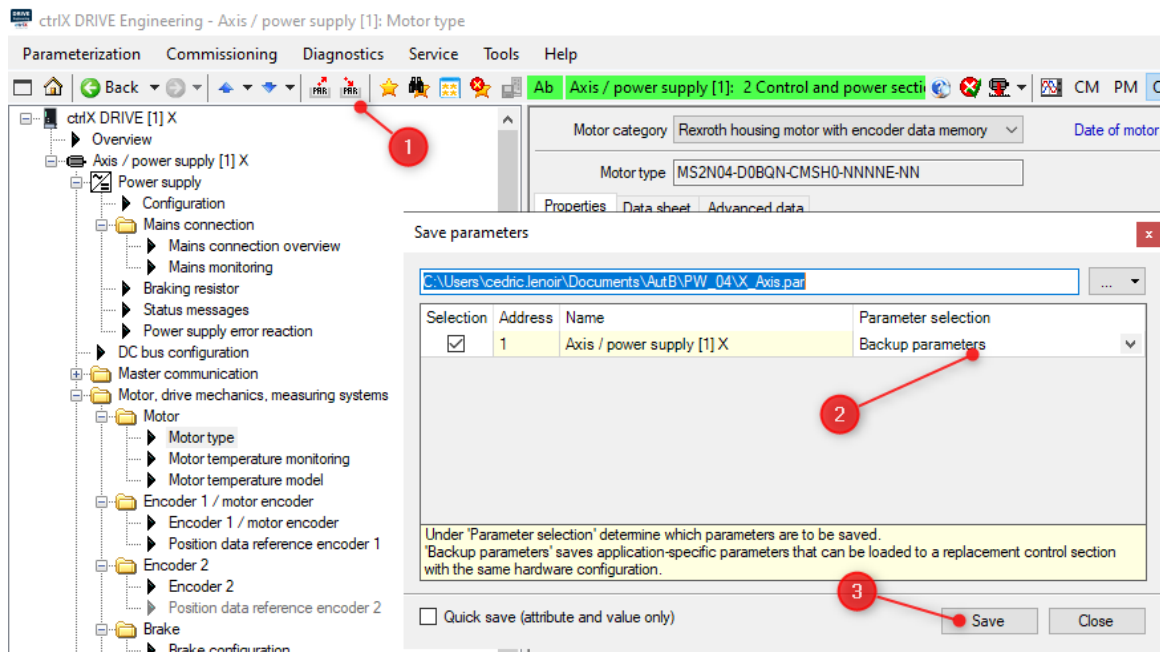 ctrlX DRIVE Engineering - Axis / power supply [1]: Motor type
Parameterization Commissioning Diagnostics Service Tools Help
Back PAR PAR Ab Axis / power supply [1]: 2 Control and power secti CM PM
ctrlX DRIVE [1] X
Overview
Axis / power supply [1] X
Power supply
Configuration
Mains connection
Mains connection overview
Mains monitoring
Braking resistor
Status messages
Power supply error reaction
DC bus configuration
Master communication
Motor, drive mechanics, measuring systems
Motor
Motor type
Motor temperature monitoring
Motor temperature model
Encoder 1 / motor encoder
Encoder 1 / motor encoder
Position data reference encoder 1
Encoder 2
Encoder 2
Position data reference encoder 2
Brake
Brake configuration
1
Motor category Rexroth housing motor with encoder data memory Date of motor
Motor type MS2N04-D0BQN-CMSH0-NNNNE-NN
Properties Data sheet Advanced data
Save parameters x
C:\Users\cedric.lenoir\Documents\AutB\PW_04\X_Axis.par ...
Selection Address Name Parameter selection
1 Axis / power supply [1] X Backup parameters
2
Under 'Parameter selection' determine which parameters are to be saved.
'Backup parameters' saves application-specific parameters that can be loaded to a replacement control section
with the same hardware configuration.
3
Quick save (attribute and value only) Save Close